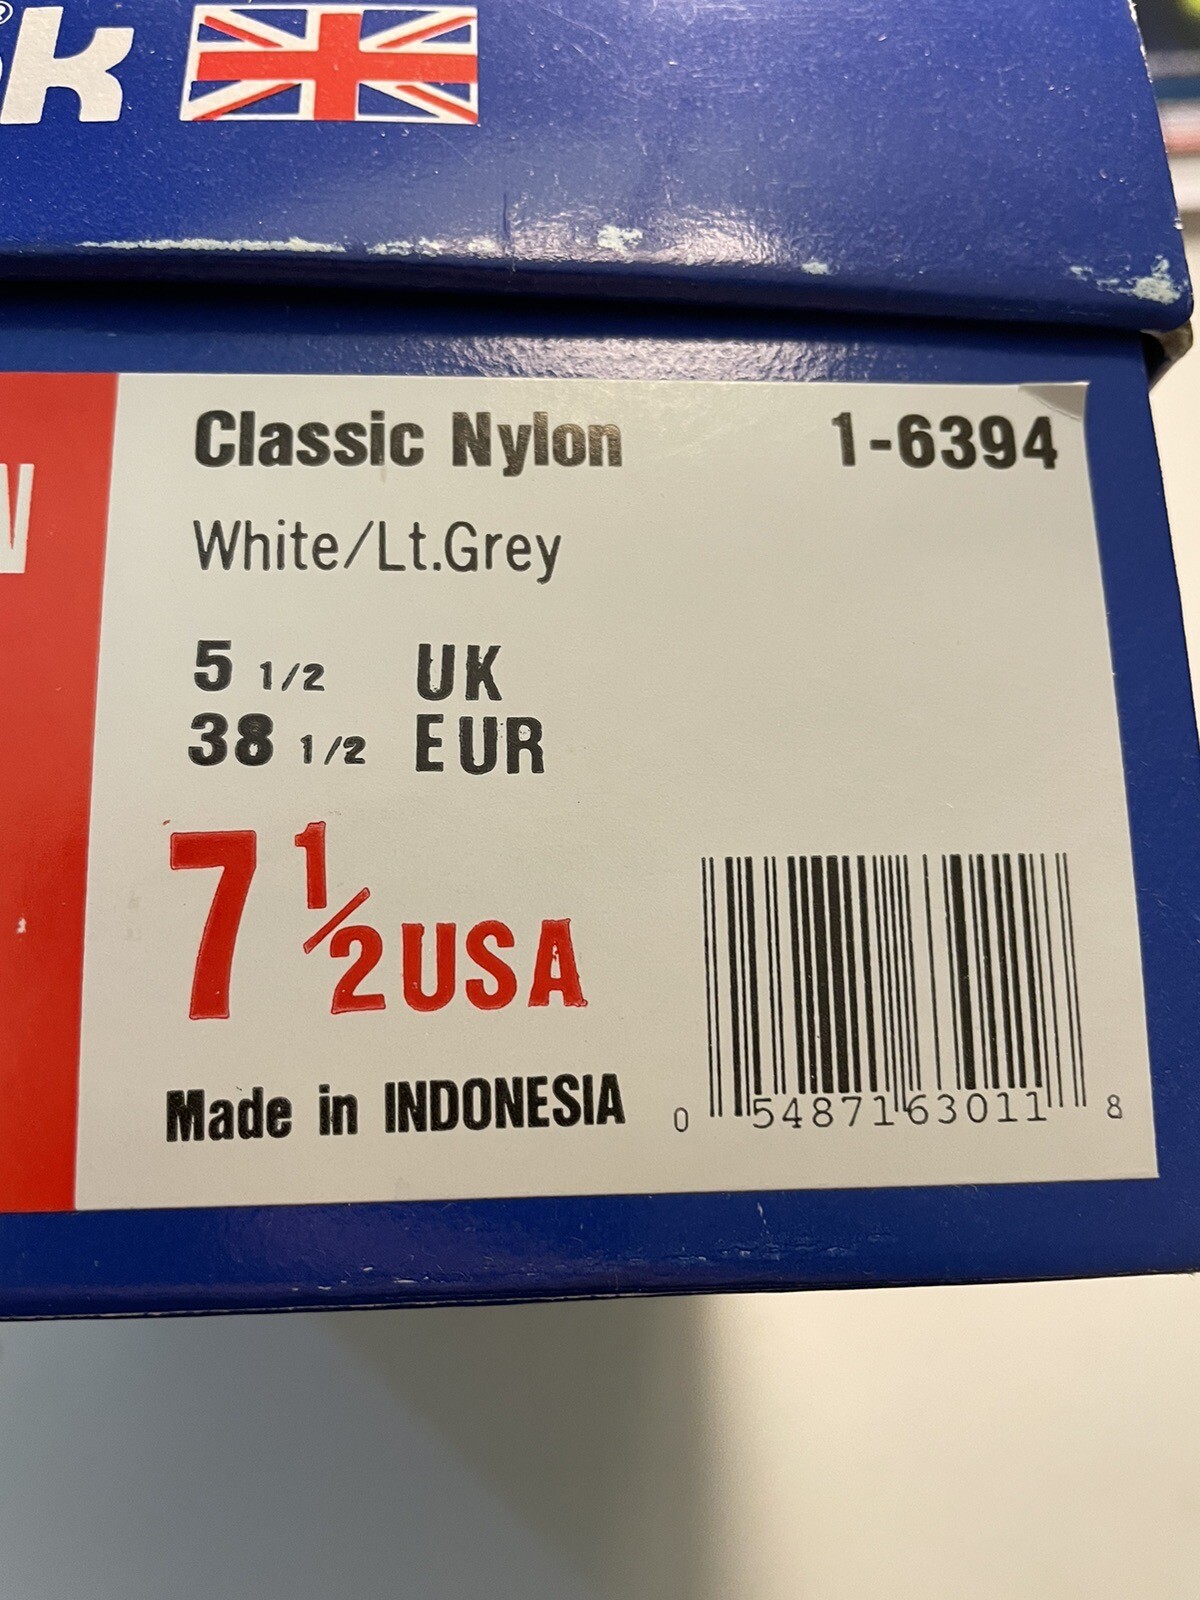 ®
k
Classic Nylon 1-6394
White/Lt.Grey
5 1/2 UK
38 1/2 EUR
7 1/2 USA
Made in INDONESIA
0 54871 63011 8